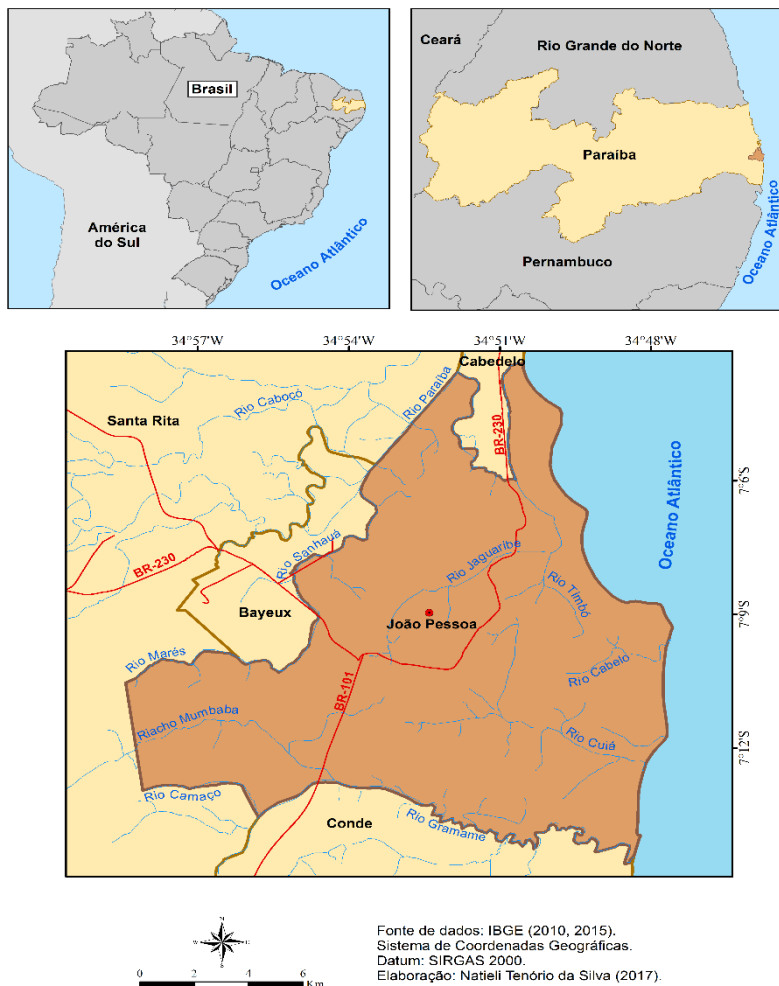 Brasil
América
do Sul
Oceano Atlântico
Ceará
Rio Grande do Norte
Paraíba
Pernambuco
Oceano Atlântico
34°57'W
34°54'W
34°51'W
34°48'W
Cabedelo
Santa Rita
Rio Caboço
Rio Paraíba
BR-230
7°6'S
Oceano Atlântico
BR-230
Rio Sanhauá
Rio Jaguaribe
Rio Timbó
Bayeux
João Pessoa
7°9'S
Rio Marés
Rio Cabelo
BR-101
Riacho Mumbaba
Rio Cuiá
7°12'S
Rio Camaço
Conde
Rio Gramame
N
W
E
S
0
2
4
6
Km
Fonte de dados: IBGE (2010, 2015).
Sistema de Coordenadas Geográficas.
Datum: SIRGAS 2000.
Elaboração: Natieli Tenório da Silva (2017).